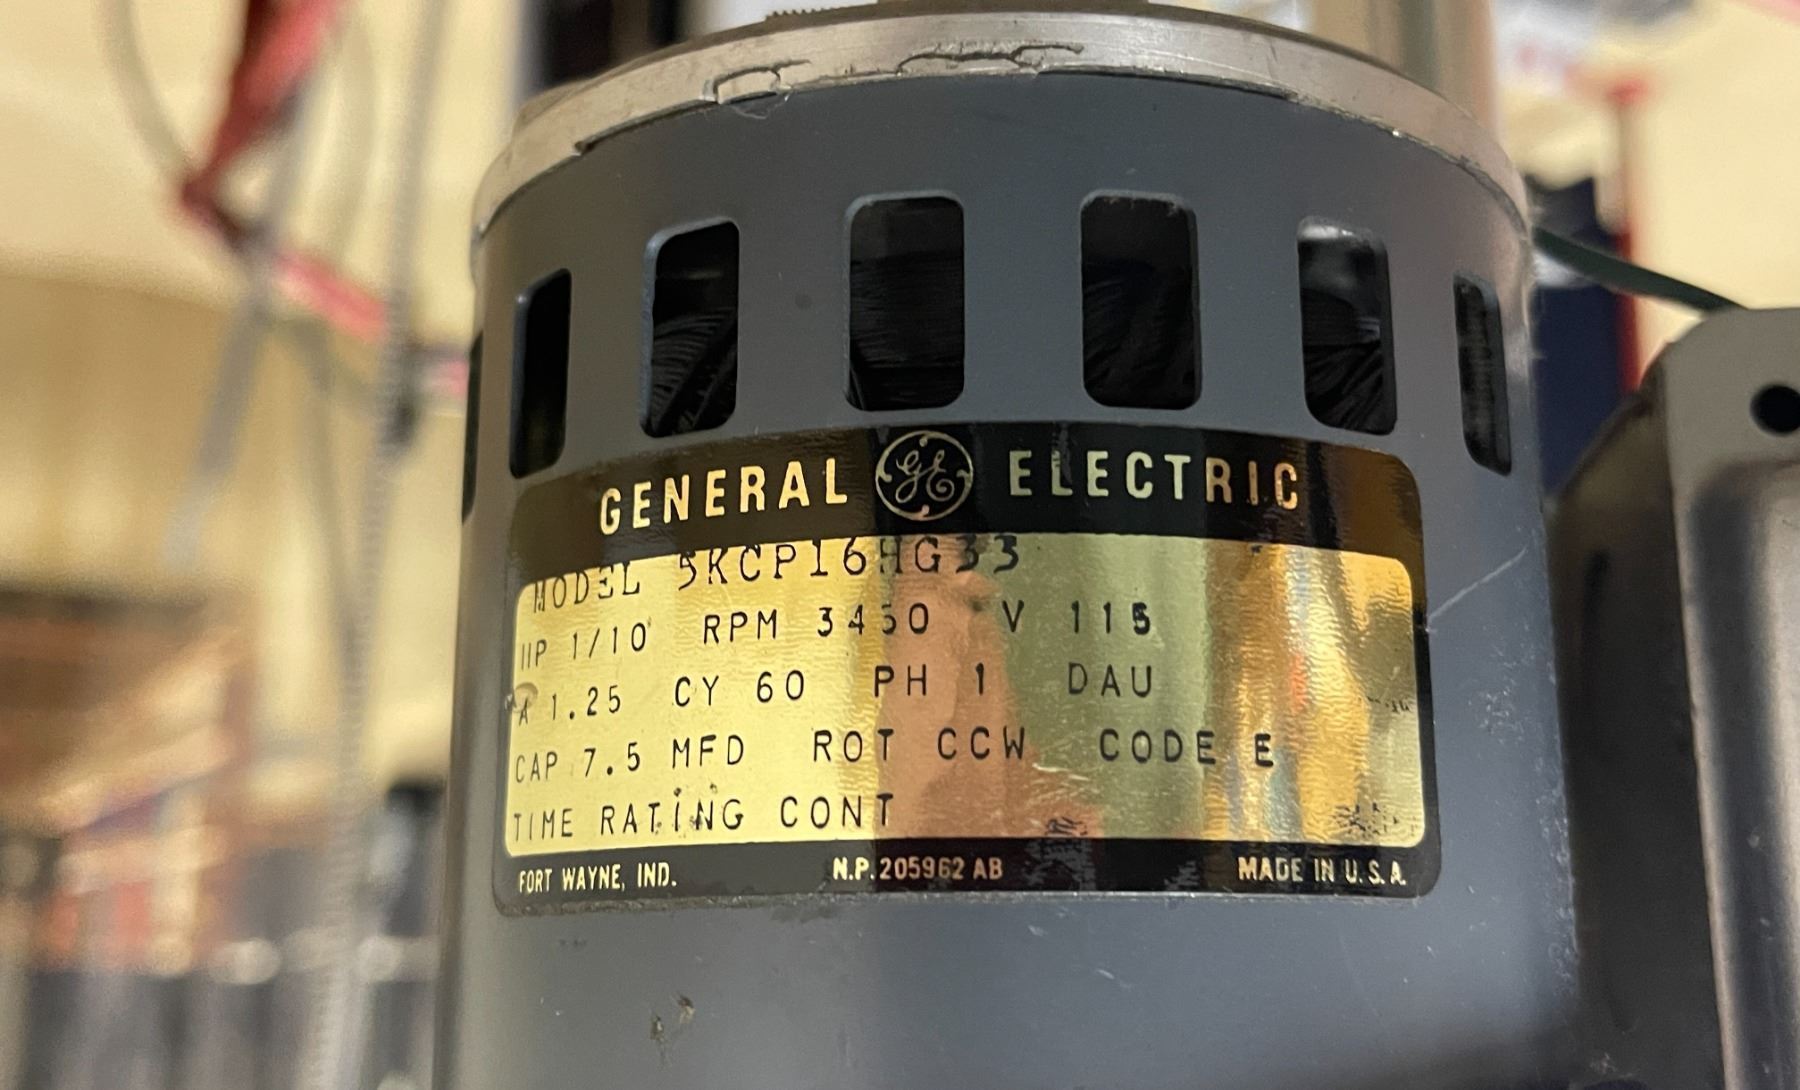 GENERAL GE ELECTRIC
MODEL 5KCP16HG33
HP 1/10 RPM 3450 V 115
A 1.25 CY 60 PH 1 DAU
CAP 7.5 MFD ROT CCW CODE E
TIME RATING CONT
FORT WAYNE, IND. N.P.205962 AB MADE IN U.S.A.